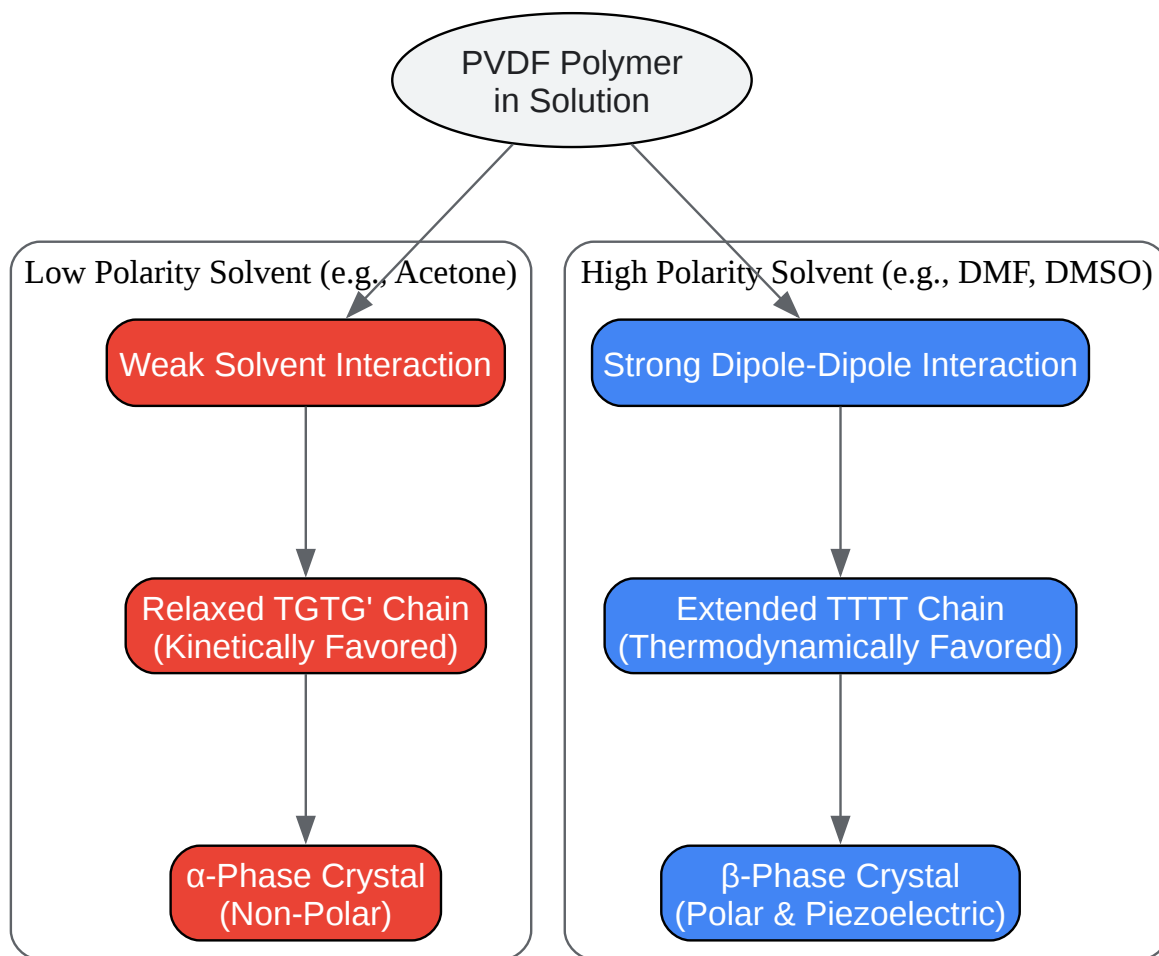 PVDF Polymer
in Solution
Low Polarity Solvent (e.g., Acetone)
Weak Solvent Interaction
Relaxed TGTG' Chain
(Kinetically Favored)
α-Phase Crystal
(Non-Polar)
High Polarity Solvent (e.g., DMF, DMSO)
Strong Dipole-Dipole Interaction
Extended TTTT Chain
(Thermodynamically Favored)
β-Phase Crystal
(Polar & Piezoelectric)